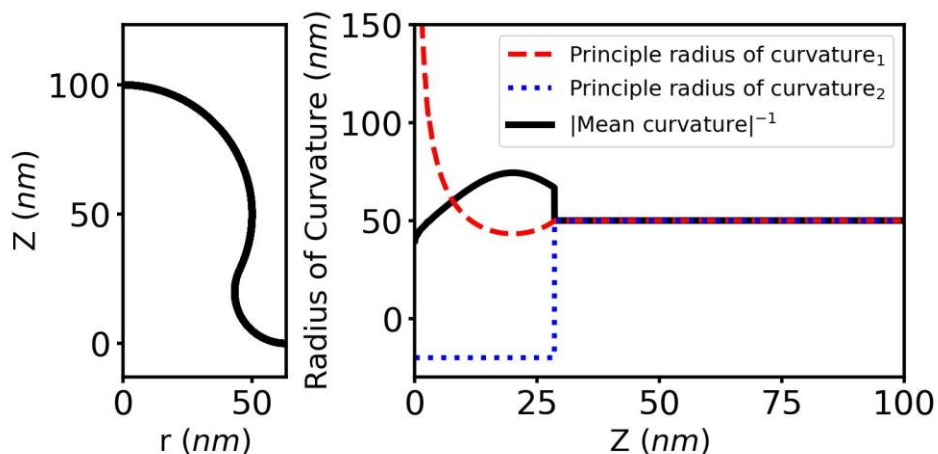 Z (nm)
100
50
0
0 50
r (nm)
Radius of Curvature (nm)
150
100
50
0
Principle radius of curvature₁
Principle radius of curvature₂
|Mean curvature|⁻¹
0 25 50 75 100
Z (nm)